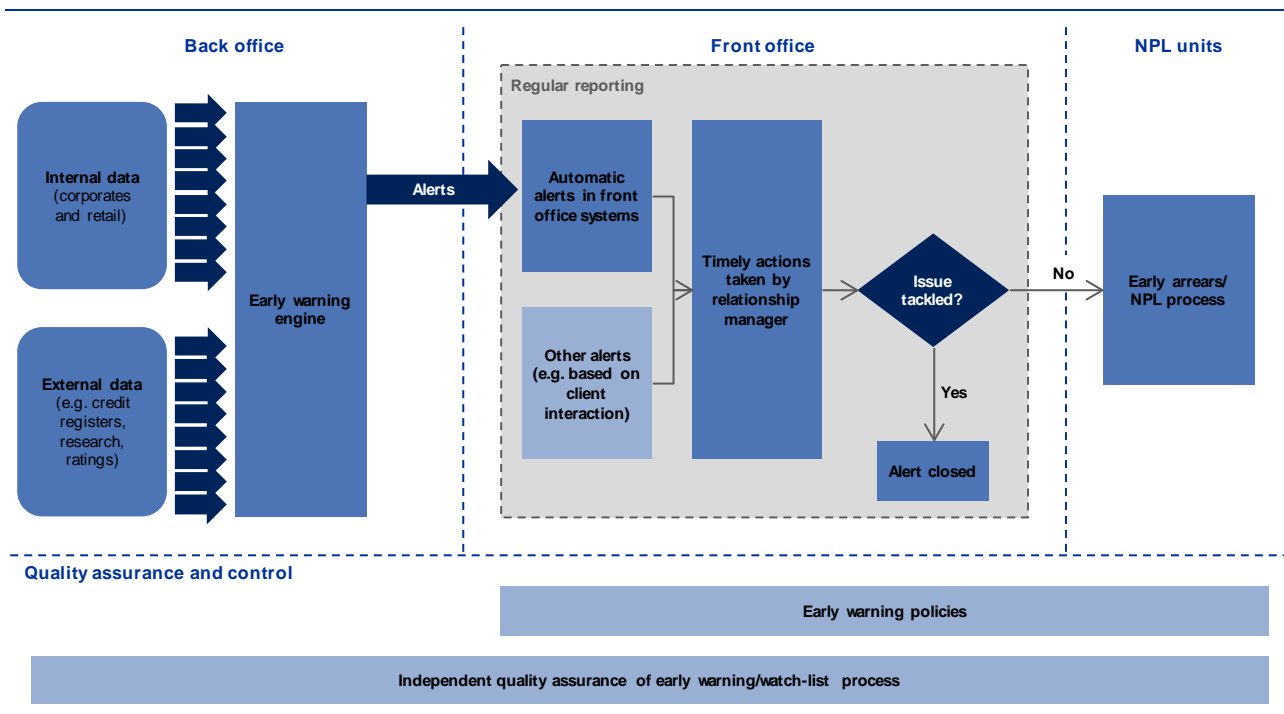 Back office
Front office
NPL units
Regular reporting
Internal data
(corporates
and retail)
External data
(e.g. credit
registers,
research,
ratings)
Early warning
engine
Alerts
Automatic
alerts in front
office systems
Other alerts
(e.g. based on
client
interaction)
Timely actions
taken by
relationship
manager
Issue
tackled?
No
Yes
Alert closed
Early arrears/
NPL process
Quality assurance and control
Early warning policies
Independent quality assurance of early warning/watch-list process